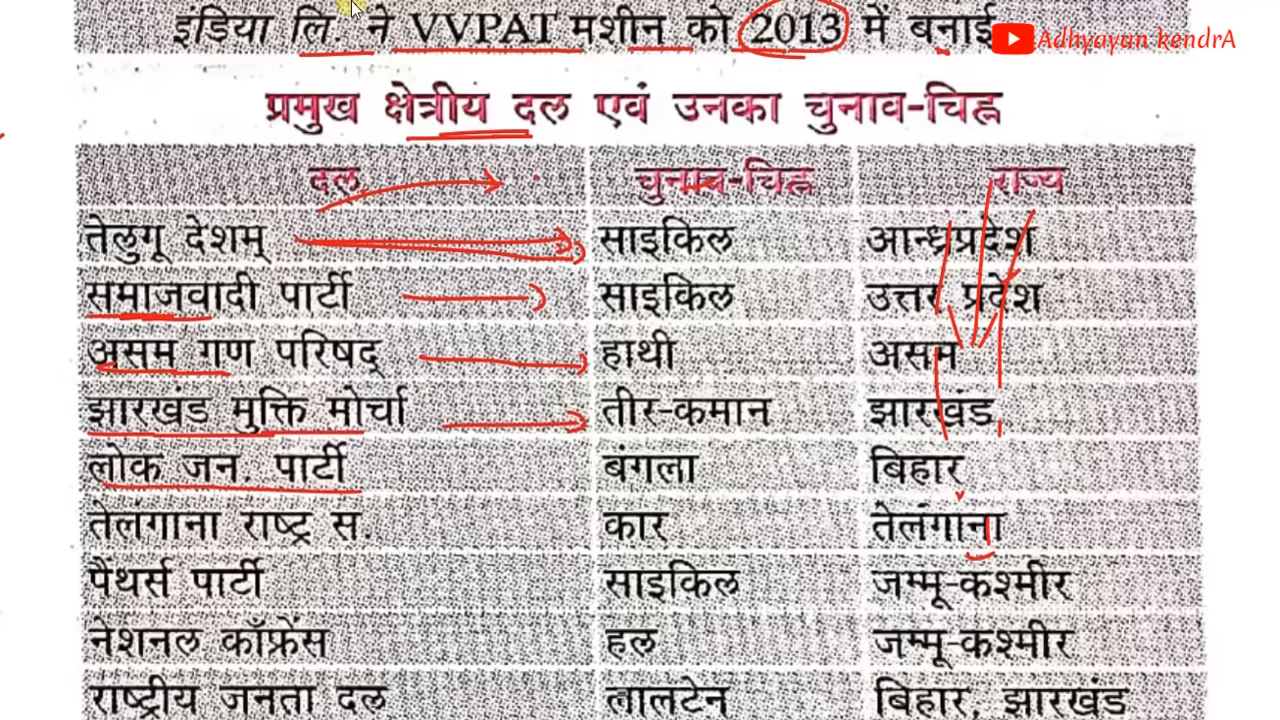 इंडिया लि. ने VVPAT मशीन को 2013 में बनाई
Adhyayan kendrA
प्रमुख क्षेत्रीय दल एवं उनका चुनाव-चिह्न
दल चुनाव-चिह्न राज्य
तेलुगू देशम् साइकिल आन्ध्रप्रदेश
समाजवादी पार्टी साइकिल उत्तर प्रदेश
असम गण परिषद् हाथी असम
झारखंड मुक्ति मोर्चा तीर-कमान झारखंड
लोक जन. पार्टी बंगला बिहार
तेलंगाना राष्ट्र स. कार तेलंगाना
पैंथर्स पार्टी साइकिल जम्मू-कश्मीर
नेशनल कॉफ्रेंस हल जम्मू-कश्मीर
राष्ट्रीय जनता दल लालटेन बिहार, झारखंड